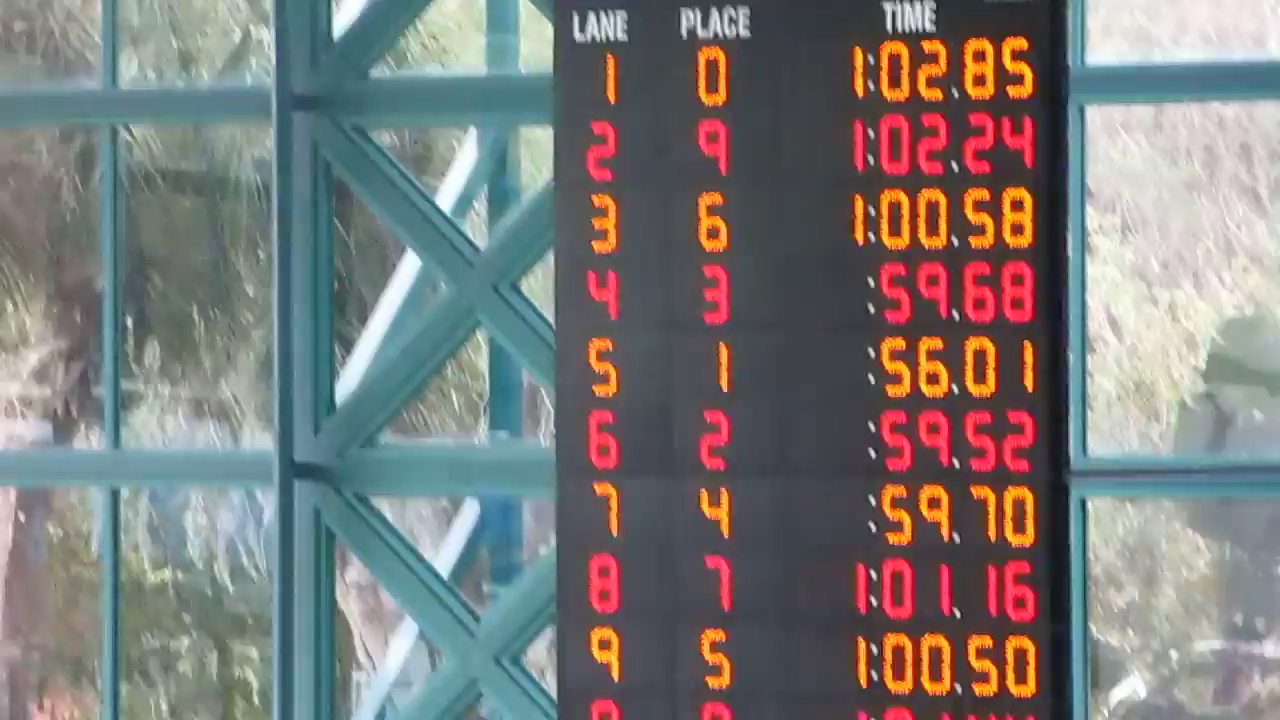 LANE PLACE TIME
1 0 1:02.85
2 9 1:02.24
3 6 1:00.58
4 3 :59.68
5 1 :56.01
6 2 :59.52
7 4 :59.70
8 7 1:01.16
9 5 1:00.50